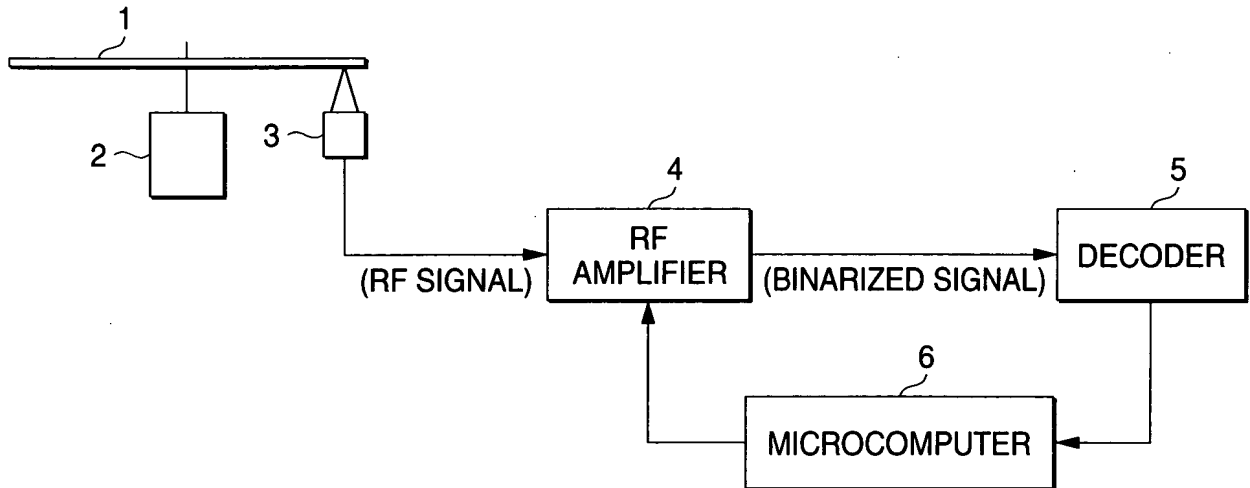 1
2
3
4
5
RF
AMPLIFIER
DECODER
(RF SIGNAL)
(BINARIZED SIGNAL)
6
MICROCOMPUTER